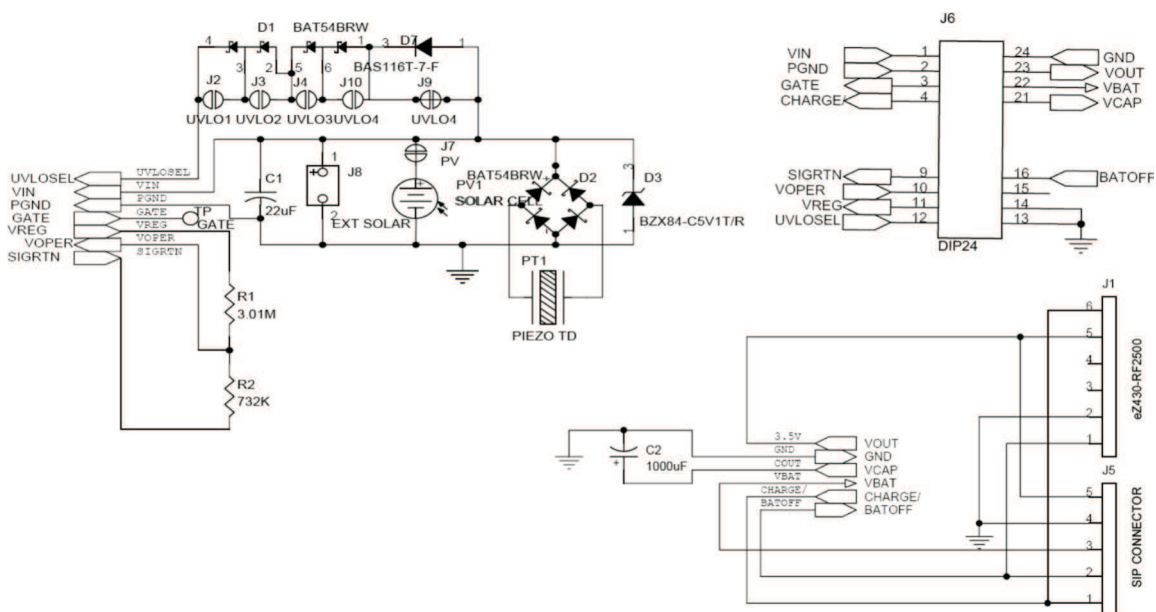 D1
BAT54BRW
D7
BAS116T-7-F
4
3
2
5
6
1
3
1
J2
J3
J4
J10
J9
UVLO1
UVLO2
UVLO3
UVLO4
UVLO4
UVLOSEL
VIN
PGND
GATE
VREG
VOPER
SIGRTN
UVLOSEL
VIN
PGND
GATE
VREG
VOPER
SIGRTN
TP
GATE
C1
22uF
1
J8
2
EXT SOLAR
J7
PV
PV1
SOLAR CELL
BAT54BRW
D2
3
D3
1
BZX84-C5V1T/R
PT1
PIEZO TD
R1
3.01M
R2
732K
J6
VIN
1
24
GND
PGND
2
23
VOUT
GATE
3
22
VBAT
CHARGE/
4
21
VCAP
SIGRTN
9
16
BATOFF
VOPER
10
15
VREG
11
14
UVLOSEL
12
13
DIP24
J1
6
5
4
3
2
1
eZ430-RF2500
J5
5
4
3
2
1
SIP CONNECTOR
C2
1000uF
3.5V
VOUT
GND
GND
COUT
VCAP
VBAT
VBAT
CHARGE/
CHARGE/
BATOFF
BATOFF